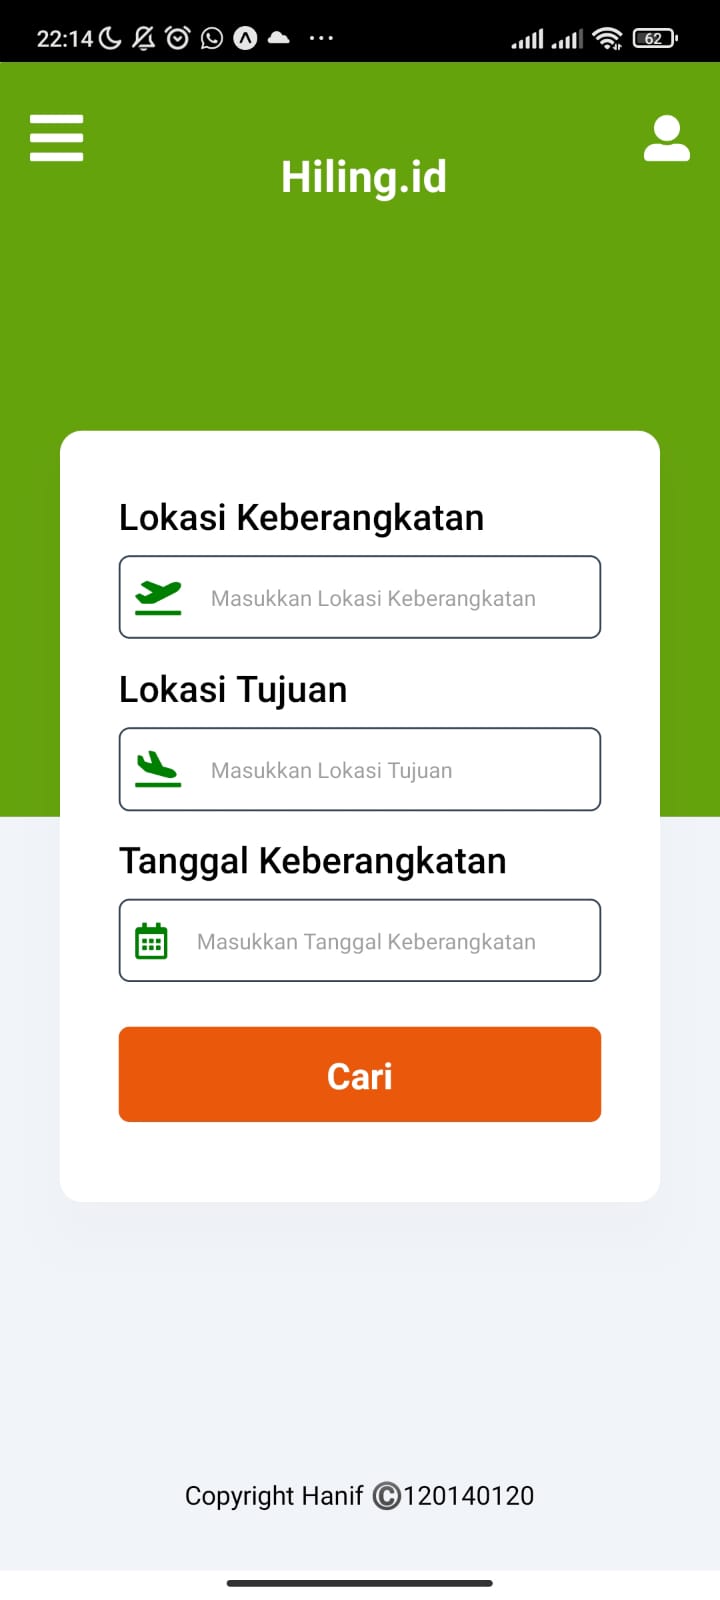 22:14
62
Hiling.id
Lokasi Keberangkatan
Masukkan Lokasi Keberangkatan
Lokasi Tujuan
Masukkan Lokasi Tujuan
Tanggal Keberangkatan
Masukkan Tanggal Keberangkatan
Cari
Copyright Hanif ©120140120